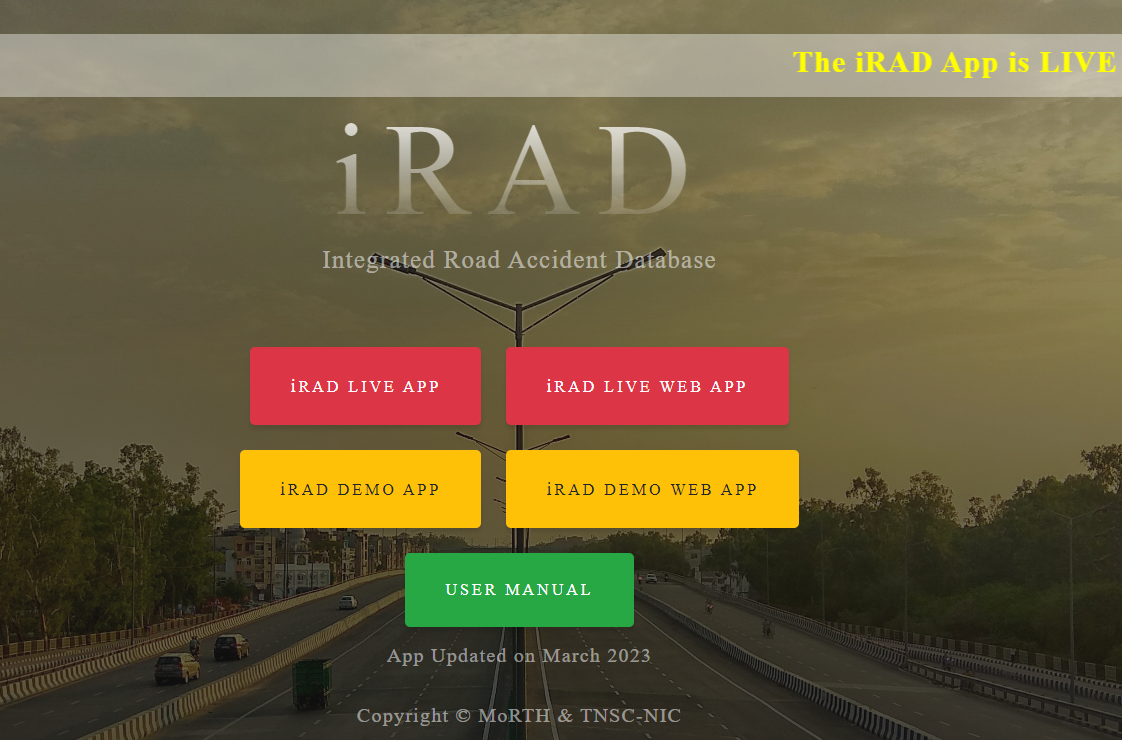 The iRAD App is LIVE
iRAD
Integrated Road Accident Database
iRAD LIVE APP
iRAD LIVE WEB APP
iRAD DEMO APP
iRAD DEMO WEB APP
USER MANUAL
App Updated on March 2023
Copyright © MoRTH & TNSC-NIC